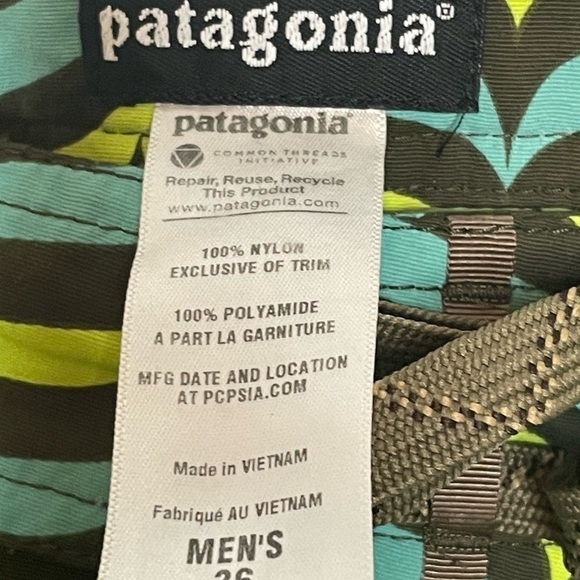 patagonia®
patagonia®
COMMON THREADS
INITIATIVE
Repair, Reuse, Recycle
This Product
www.patagonia.com
100% NYLON
EXCLUSIVE OF TRIM
100% POLYAMIDE
A PART LA GARNITURE
MFG DATE AND LOCATION
AT PCPSIA.COM
Made in VIETNAM
Fabriqué AU VIETNAM
MEN'S